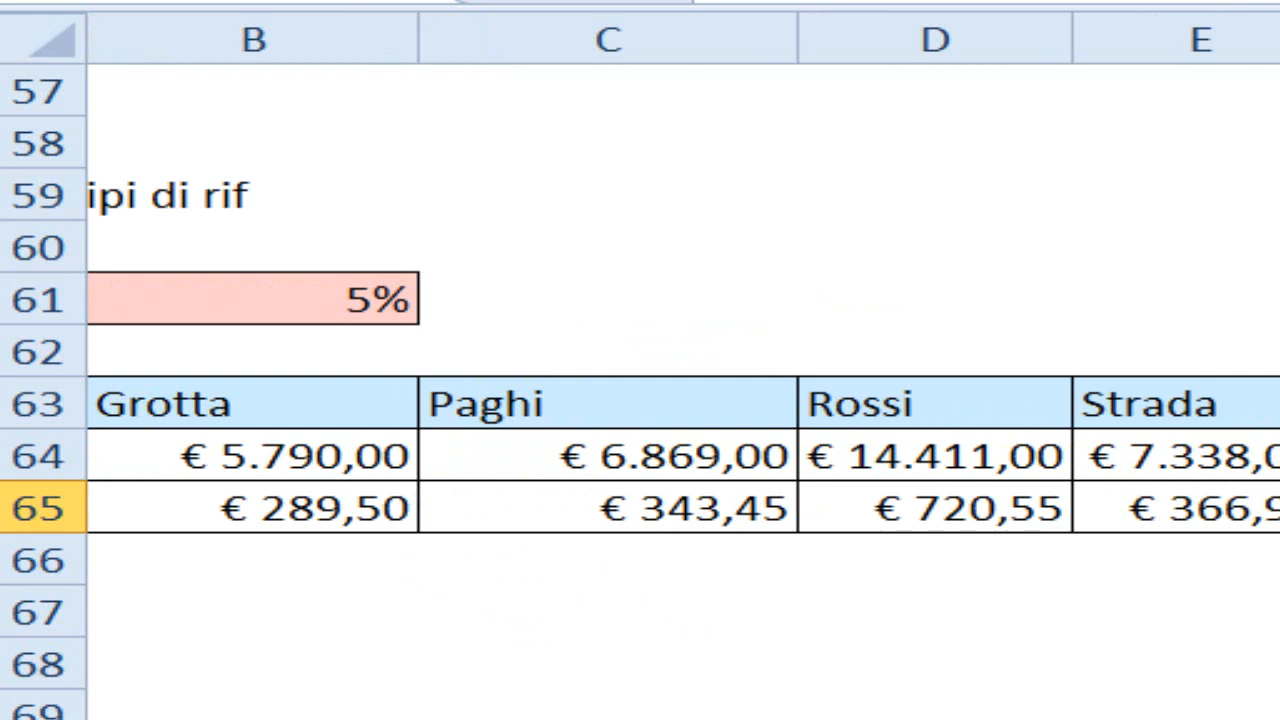 B C D E
57
58
59 ipi di rif
60
61 5%
62
63 Grotta Paghi Rossi Strada
64 € 5.790,00 € 6.869,00 € 14.411,00 € 7.338,0
65 € 289,50 € 343,45 € 720,55 € 366,9
66
67
68
69